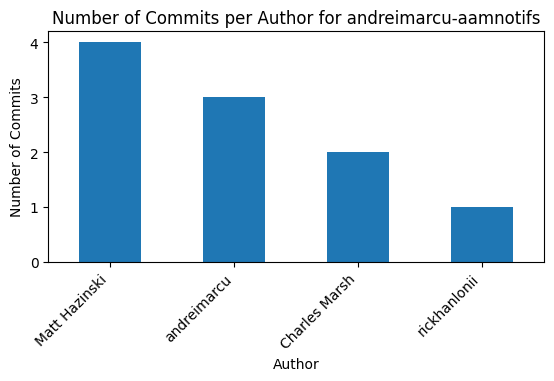 Number of Commits per Author for andreimarcu-aamnotifs
Number of Commits
4
3
2
1
0
Matt Hazinski
andreimarcu
Charles Marsh
rickhanlonii
Author